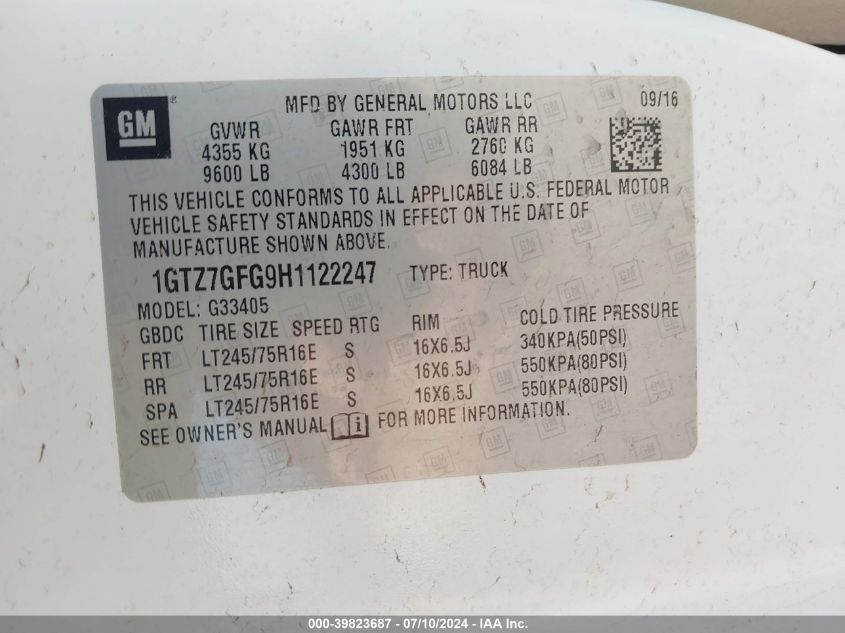 GM ®
MFD BY GENERAL MOTORS LLC 09/16
GVWR GAWR FRT GAWR RR
4355 KG 1951 KG 2760 KG
9600 LB 4300 LB 6084 LB
THIS VEHICLE CONFORMS TO ALL APPLICABLE U.S. FEDERAL MOTOR
VEHICLE SAFETY STANDARDS IN EFFECT ON THE DATE OF
MANUFACTURE SHOWN ABOVE.
1GTZ7GFG9H1122247 TYPE: TRUCK
MODEL: G33405
GBDC TIRE SIZE SPEED RTG RIM COLD TIRE PRESSURE
FRT LT245/75R16E S 16X6.5J 340KPA(50PSI)
RR LT245/75R16E S 16X6.5J 550KPA(80PSI)
SPA LT245/75R16E S 16X6.5J 550KPA(80PSI)
SEE OWNER'S MANUAL FOR MORE INFORMATION.
000-39823687 - 07/10/2024 - IAA Inc.